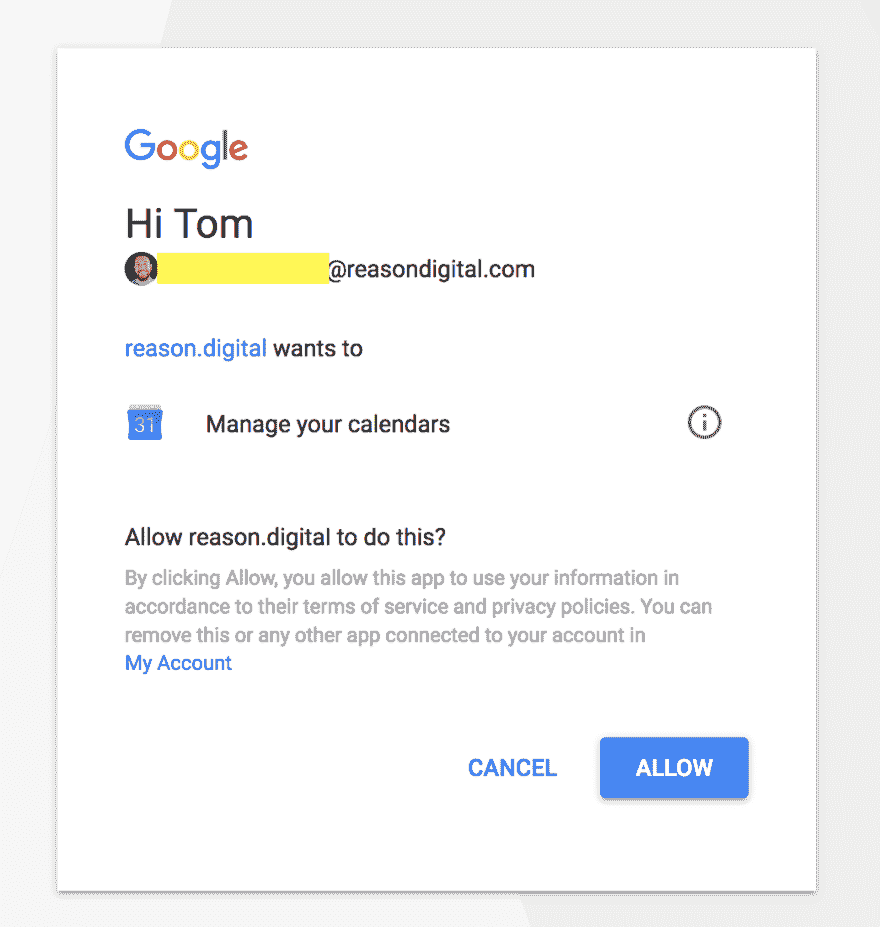 Google
Hi Tom
@reasondigital.com
reason.digital wants to
31
Manage your calendars
Allow reason.digital to do this?
By clicking Allow, you allow this app to use your information in
accordance to their terms of service and privacy policies. You can
remove this or any other app connected to your account in
My Account
CANCEL
ALLOW